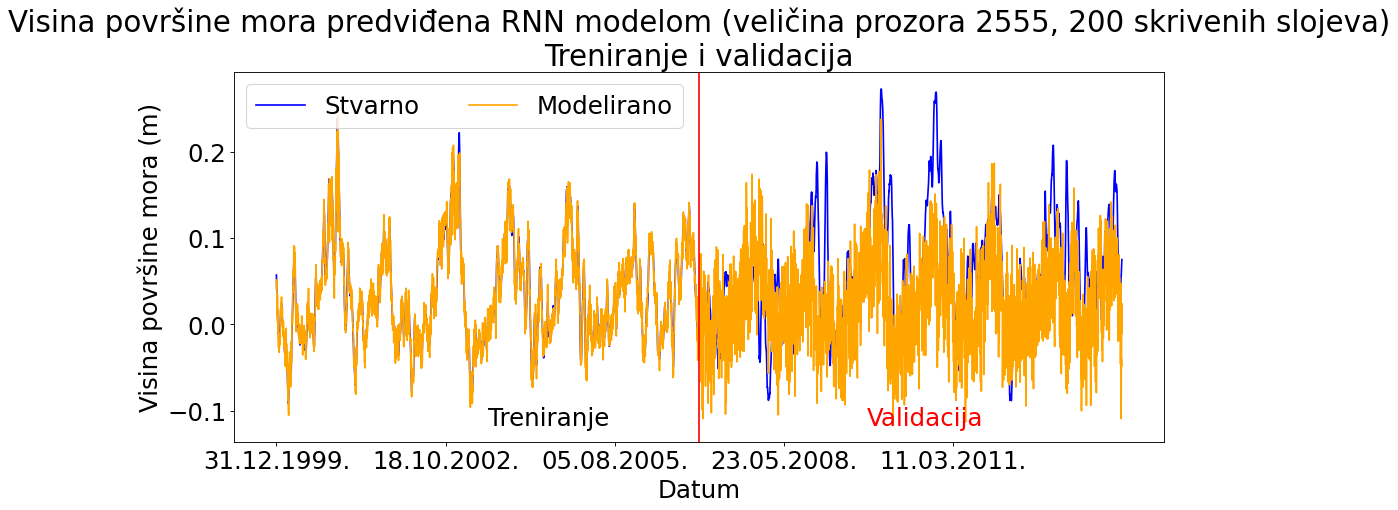 Visina površine mora predviđena RNN modelom (veličina prozora 2555, 200 skrivenih slojeva)
Treniranje i validacija
Stvarno Modelirano
Visina površine mora (m)
0.2
0.1
0.0
−0.1
Treniranje Validacija
31.12.1999. 18.10.2002. 05.08.2005. 23.05.2008. 11.03.2011.
Datum